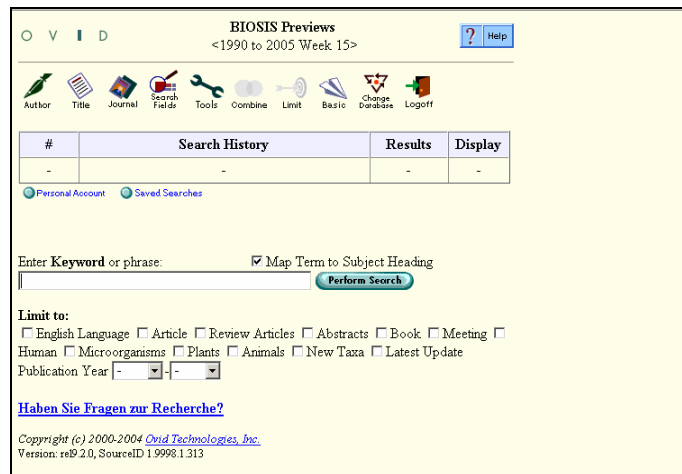 O V I D
BIOSIS Previews
<1990 to 2005 Week 15>
? Help
Author Title Journal Search Fields Tools Combine Limit Basic Change Database Logoff
# Search History Results Display
- - - -
Personal Account Saved Searches
Enter Keyword or phrase: Map Term to Subject Heading
Perform Search
Limit to:
English Language Article Review Articles Abstracts Book Meeting
Human Microorganisms Plants Animals New Taxa Latest Update
Publication Year - - -
Haben Sie Fragen zur Recherche?
Copyright (c) 2000-2004 Ovid Technologies, Inc.
Version: rel9.2.0, SourceID 1.9998.1.313